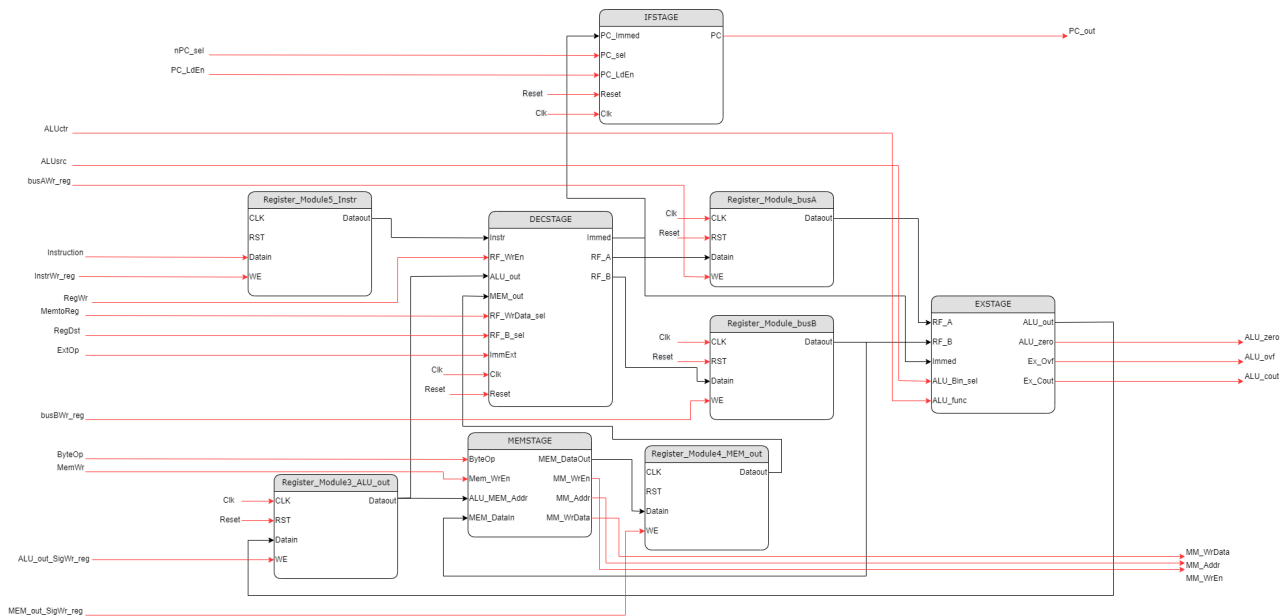 IFSTAGE
PC_Immed
PC
PC_out
nPC_sel
PC_sel
PC_LdEn
PC_LdEn
Reset
Reset
Clk
Clk
ALUctr
ALUsrc
busAWr_reg
Register_Module5_Instr
CLK
Dataout
RST
Instruction
Datain
InstrWr_reg
WE
DECSTAGE
Instr
Immed
RF_WrEn
RF_A
ALU_out
RF_B
MEM_out
RF_WrData_sel
RF_B_sel
ImmExt
Clk
Clk
Reset
Reset
RegWr
MemtoReg
RegDst
ExtOp
Register_Module_busA
Clk
CLK
Dataout
Reset
RST
Datain
WE
Register_Module_busB
Clk
CLK
Dataout
Reset
RST
Datain
WE
busBWr_reg
EXSTAGE
RF_A
ALU_out
RF_B
ALU_zero
ALU_zero
Immed
Ex_Ovf
ALU_ovf
ALU_Bin_sel
Ex_Cout
ALU_cout
ALU_func
MEMSTAGE
ByteOp
ByteOp
MEM_DataOut
MemWr
Mem_WrEn
MM_WrEn
ALU_MEM_Addr
MM_Addr
MEM_DataIn
MM_WrData
Register_Module4_MEM_out
CLK
Dataout
RST
Datain
WE
Register_Module3_ALU_out
Clk
CLK
Dataout
Reset
RST
Datain
ALU_out_SigWr_reg
WE
MM_WrData
MM_Addr
MM_WrEn
MEM_out_SigWr_reg